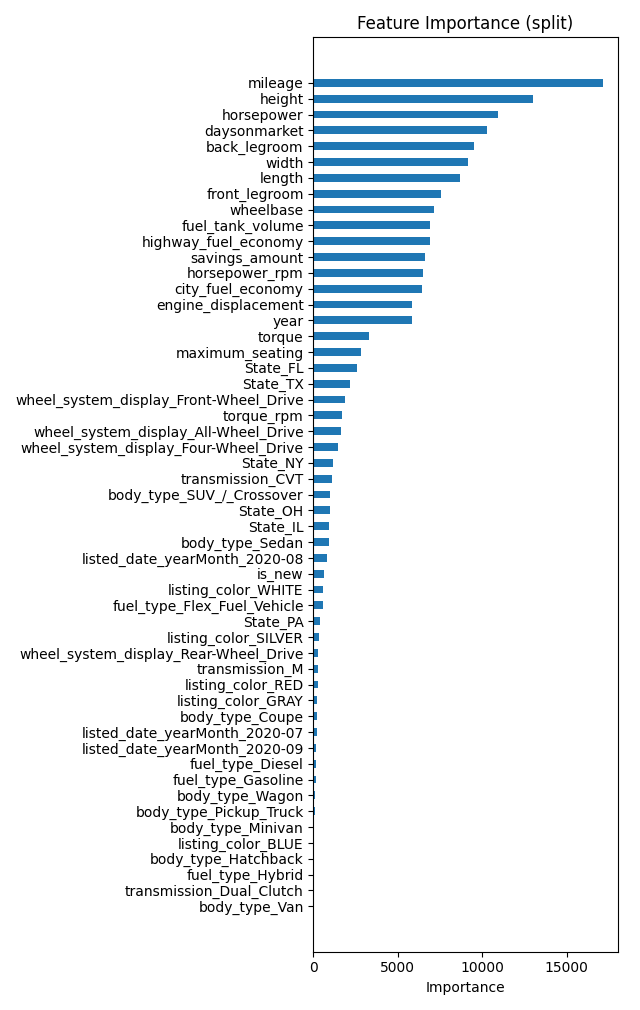 Feature Importance (split)
mileage
height
horsepower
daysonmarket
back_legroom
width
length
front_legroom
wheelbase
fuel_tank_volume
highway_fuel_economy
savings_amount
horsepower_rpm
city_fuel_economy
engine_displacement
year
torque
maximum_seating
State_FL
State_TX
wheel_system_display_Front-Wheel_Drive
torque_rpm
wheel_system_display_All-Wheel_Drive
wheel_system_display_Four-Wheel_Drive
State_NY
transmission_CVT
body_type_SUV_/_Crossover
State_OH
State_IL
body_type_Sedan
listed_date_yearMonth_2020-08
is_new
listing_color_WHITE
fuel_type_Flex_Fuel_Vehicle
State_PA
listing_color_SILVER
wheel_system_display_Rear-Wheel_Drive
transmission_M
listing_color_RED
listing_color_GRAY
body_type_Coupe
listed_date_yearMonth_2020-07
listed_date_yearMonth_2020-09
fuel_type_Diesel
fuel_type_Gasoline
body_type_Wagon
body_type_Pickup_Truck
body_type_Minivan
listing_color_BLUE
body_type_Hatchback
fuel_type_Hybrid
transmission_Dual_Clutch
body_type_Van
0 5000 10000 15000
Importance